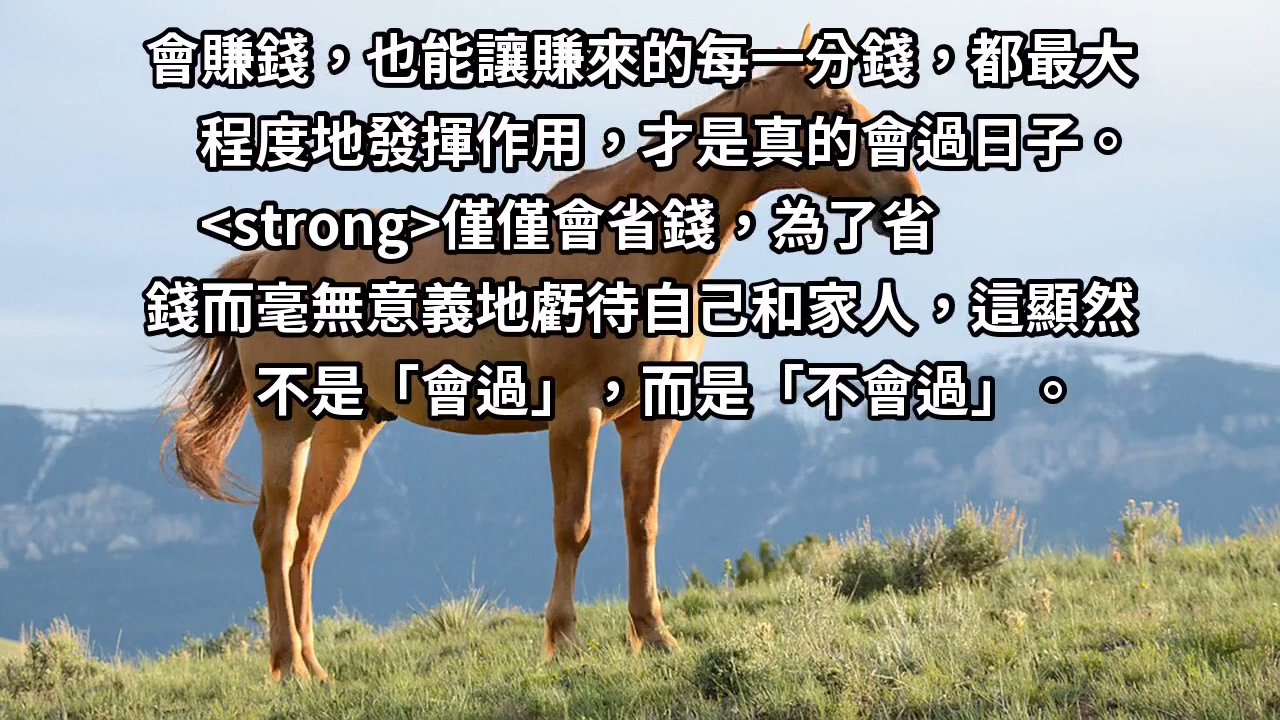 會賺錢，也能讓賺來的每一分錢，都最大
程度地發揮作用，才是真的會過日子。
<strong>僅僅會省錢，為了省
錢而毫無意義地虧待自己和家人，這顯然
不是「會過」，而是「不會過」。